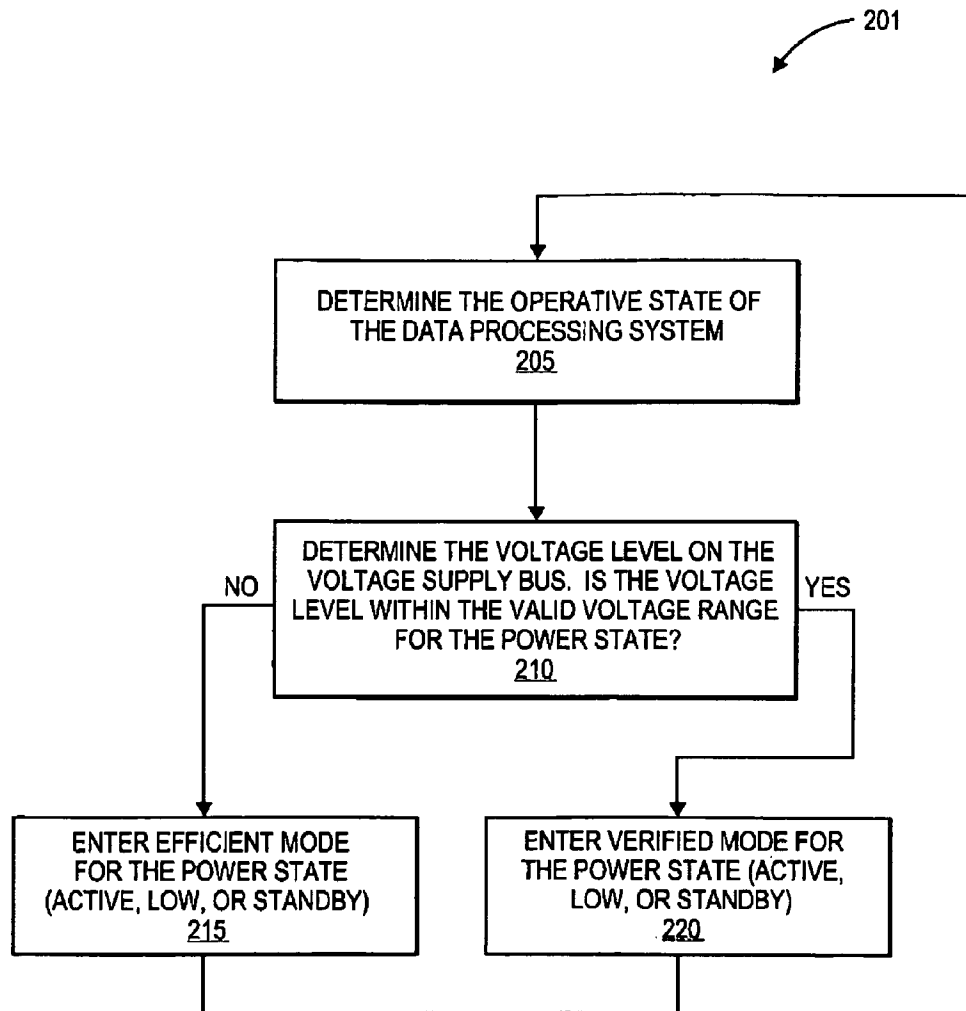 201
DETERMINE THE OPERATIVE STATE OF
THE DATA PROCESSING SYSTEM
205
DETERMINE THE VOLTAGE LEVEL ON THE
VOLTAGE SUPPLY BUS. IS THE VOLTAGE
LEVEL WITHIN THE VALID VOLTAGE RANGE
FOR THE POWER STATE?
210
NO
YES
ENTER EFFICIENT MODE
FOR THE POWER STATE
(ACTIVE, LOW, OR STANDBY)
215
ENTER VERIFIED MODE FOR
THE POWER STATE (ACTIVE,
LOW, OR STANDBY)
220